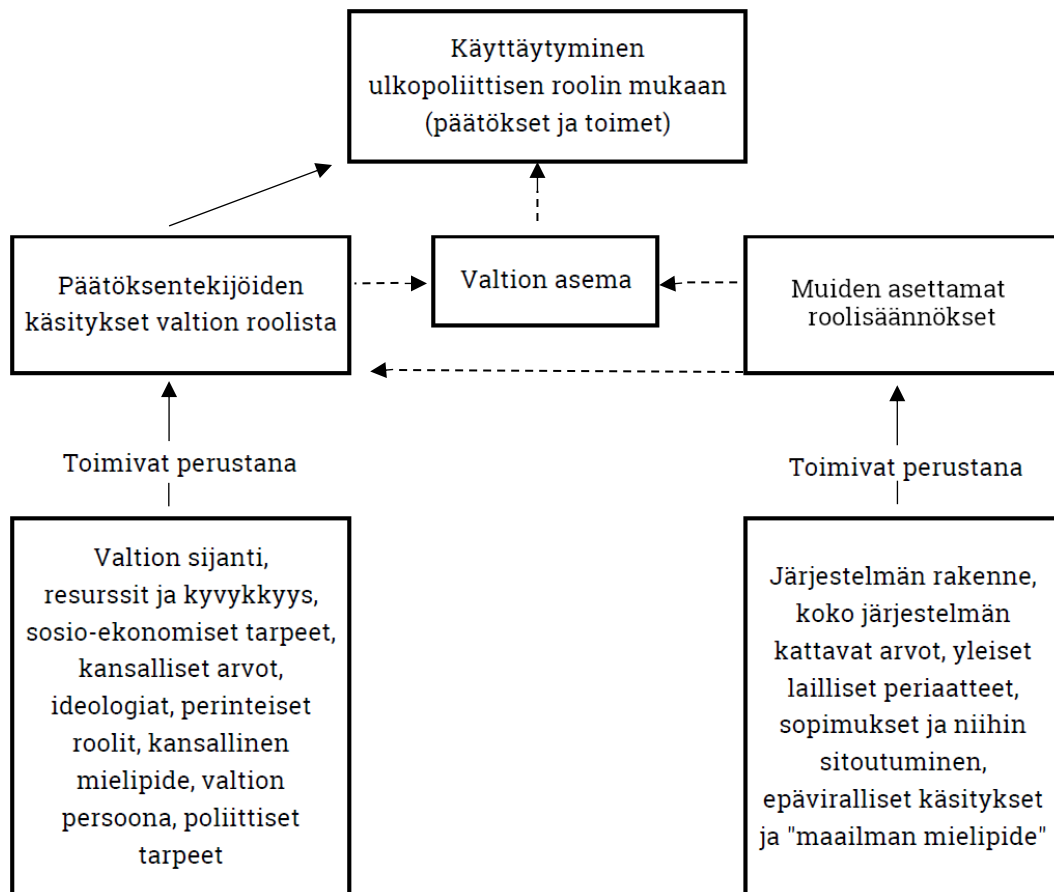 Käyttäytyminen
ulkopoliittisen roolin mukaan
(päätökset ja toimet)
Päätöksentekijöiden
käsitykset valtion roolista
Valtion asema
Muiden asettamat
roolisäännökset
Toimivat perustana
Toimivat perustana
Valtion sijanti,
resurssit ja kyvykkyys,
sosio-ekonomiset tarpeet,
kansalliset arvot,
ideologiat, perinteiset
roolit, kansallinen
mielipide, valtion
persoona, poliittiset
tarpeet
Järjestelmän rakenne,
koko järjestelmän
kattavat arvot, yleiset
lailliset periaatteet,
sopimukset ja niihin
sitoutuminen,
epäviralliset käsitykset
ja "maailman mielipide"